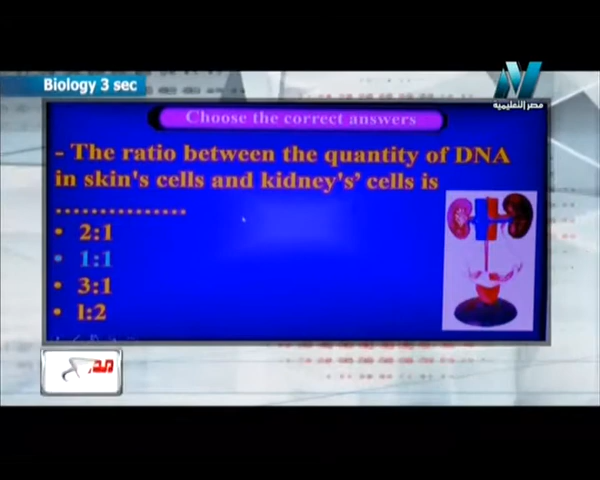 Biology 3 sec
مصر التعليمية
Choose the correct answers
- The ratio between the quantity of DNA
in skin's cells and kidney's’ cells is
...............
• 2:1
• 1:1
• 3:1
• 1:2